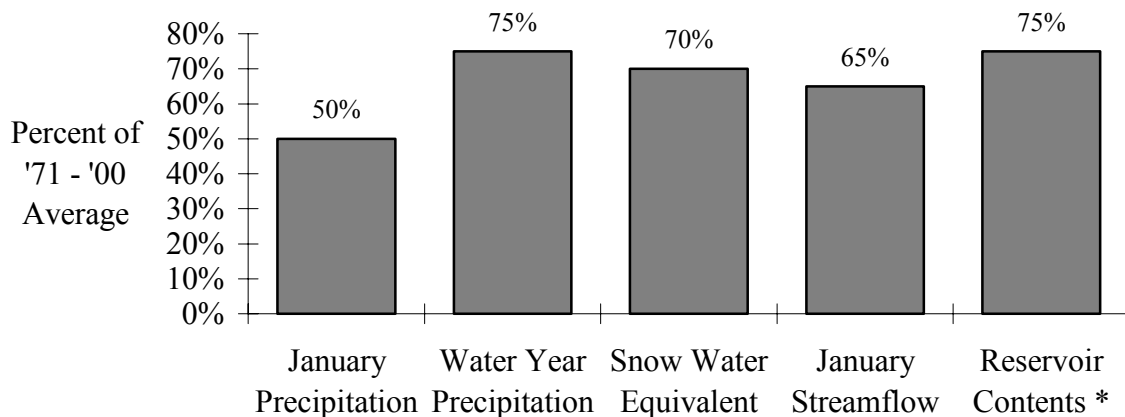 Percent of
'71 - '00
Average
80%
70%
60%
50%
40%
30%
20%
10%
0%
50%
75%
70%
65%
75%
January
Precipitation
Water Year
Precipitation
Snow Water
Equivalent
January
Streamflow
Reservoir
Contents *